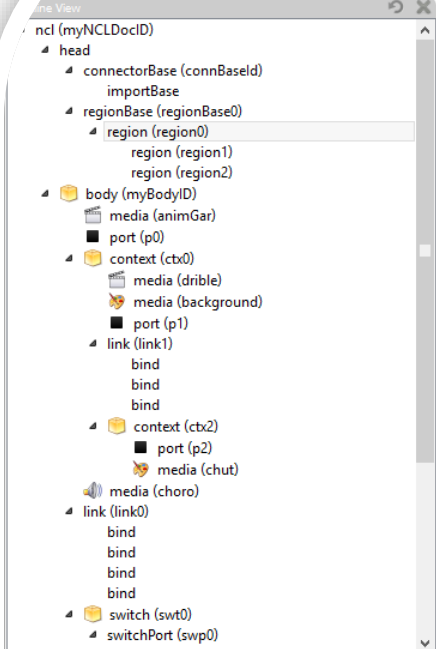 ine View
ncl (myNCLDocID)
head
connectorBase (connBaseId)
importBase
regionBase (regionBase0)
region (region0)
region (region1)
region (region2)
body (myBodyID)
media (animGar)
port (p0)
context (ctx0)
media (drible)
media (background)
port (p1)
link (link1)
bind
bind
bind
context (ctx2)
port (p2)
media (chut)
media (choro)
link (link0)
bind
bind
bind
bind
switch (swt0)
switchPort (swp0)